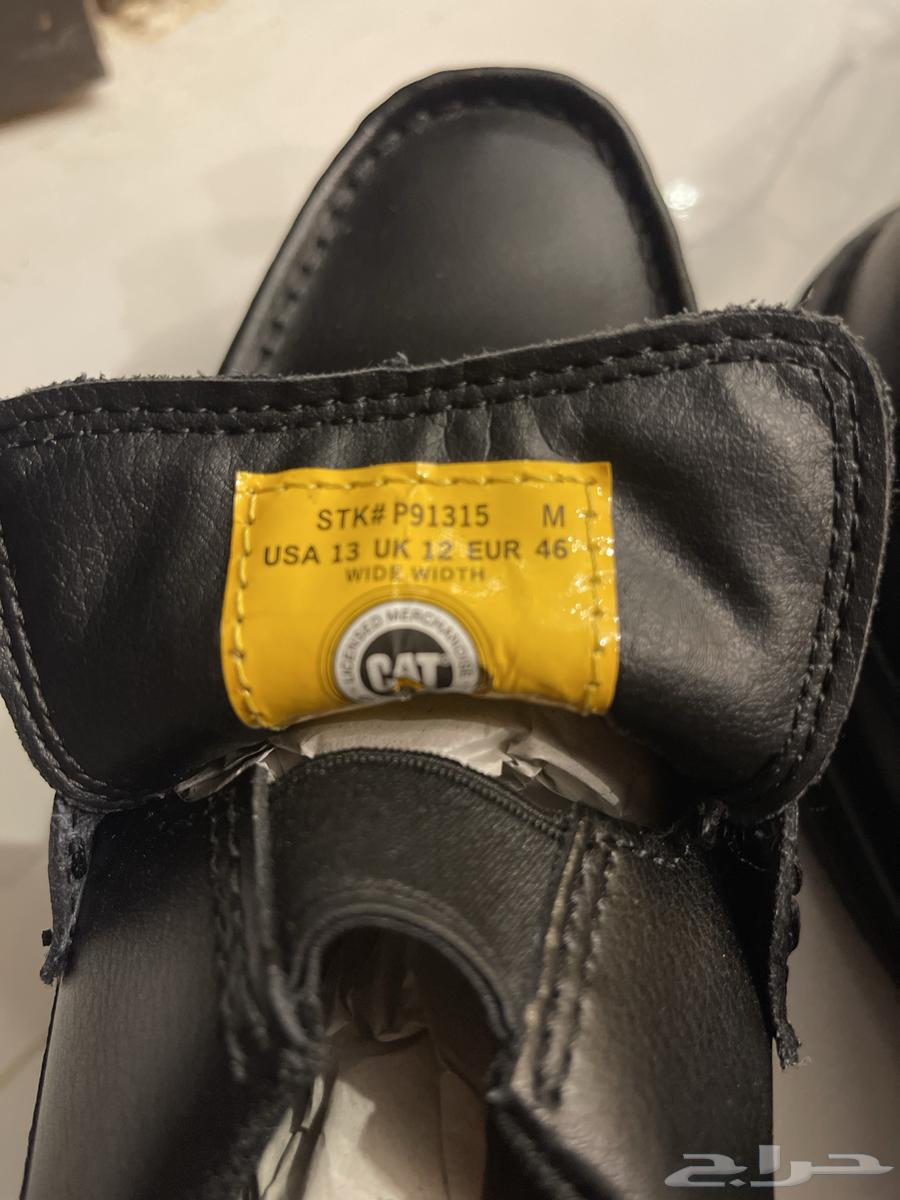 STK# P91315 M
USA 13 UK 12 EUR 46
WIDE WIDTH
LICENSED MERCHANDISE
CAT
حراج